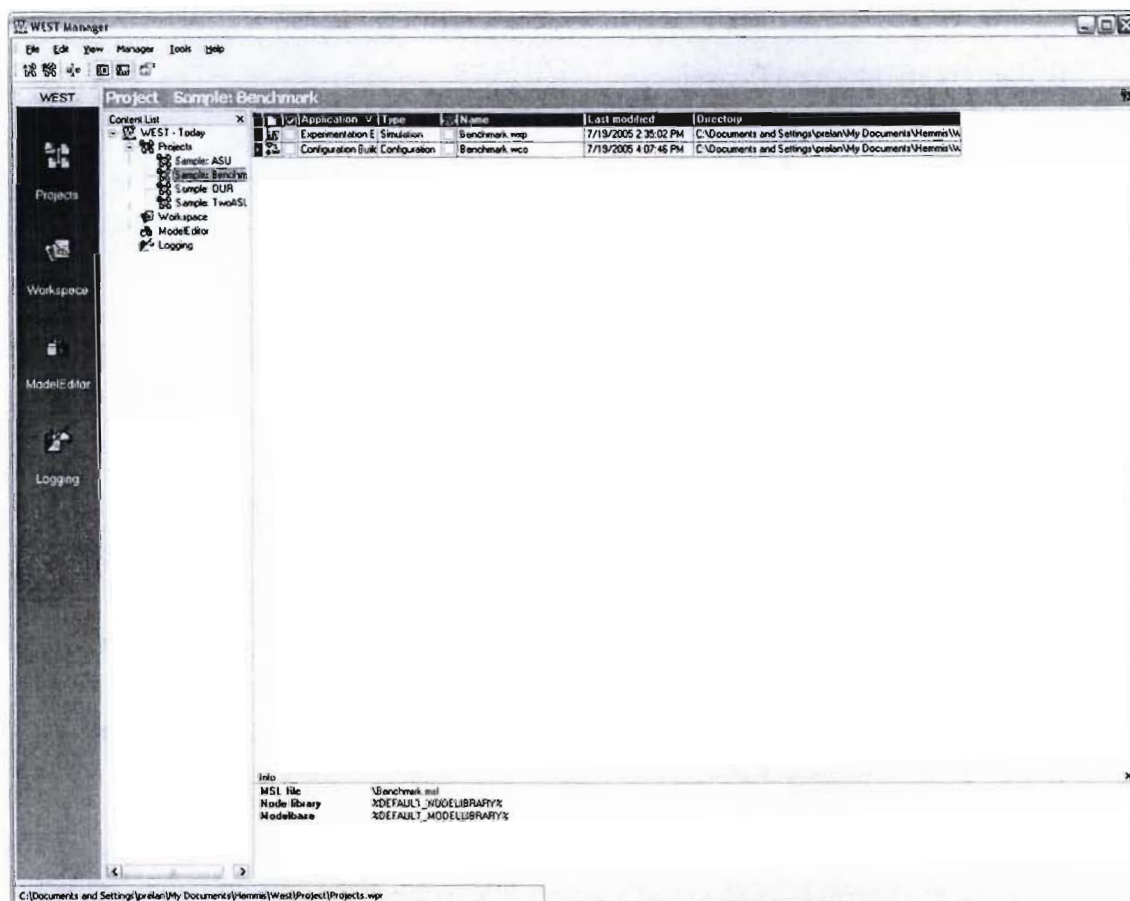 WEST Manager
File Edit View Manager Tools Help
WEST
Project Sample: Benchmark
Content List
WEST - Today
Projects
Sample: ASU
Sample: Benchm
Sample: OUR
Sample: TwoASU
Workspace
ModelEditor
Logging
Projects
Workspace
ModelEditor
Logging
Application Type Name Last modified Directory
Experimentation E Simulation Benchmark.wxp 7/19/2005 2:35:02 PM C:\Documents and Settings\prelan\My Documents\Hemmis\W
Configuration Build Configuration Benchmark.wco 7/19/2005 4:07:46 PM C:\Documents and Settings\prelan\My Documents\Hemmis\W
Info
MSL file \Benchmark.msl
Node library %DEFAULT_NODELIBRARY%
Modelbase %DEFAULT_MODELLIBRARY%
C:\Documents and Settings\prelan\My Documents\Hemmis\West\Project\Projects.wpr